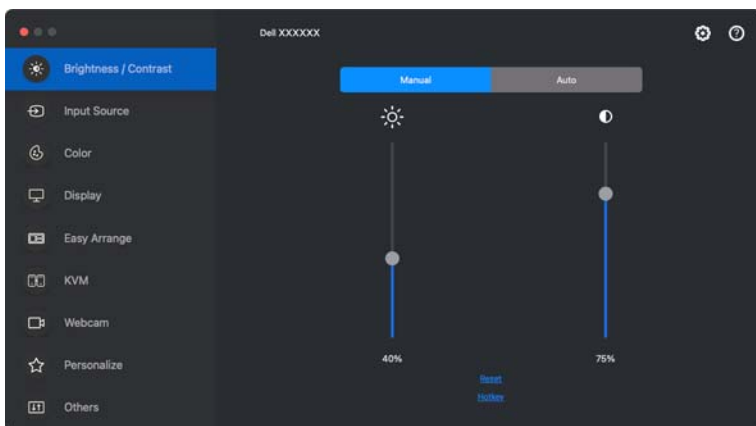 Dell XXXXXX
Brightness / Contrast
Input Source
Color
Display
Easy Arrange
KVM
Webcam
Personalize
Others
Manual Auto
40% 75%
Reset
Hotkey